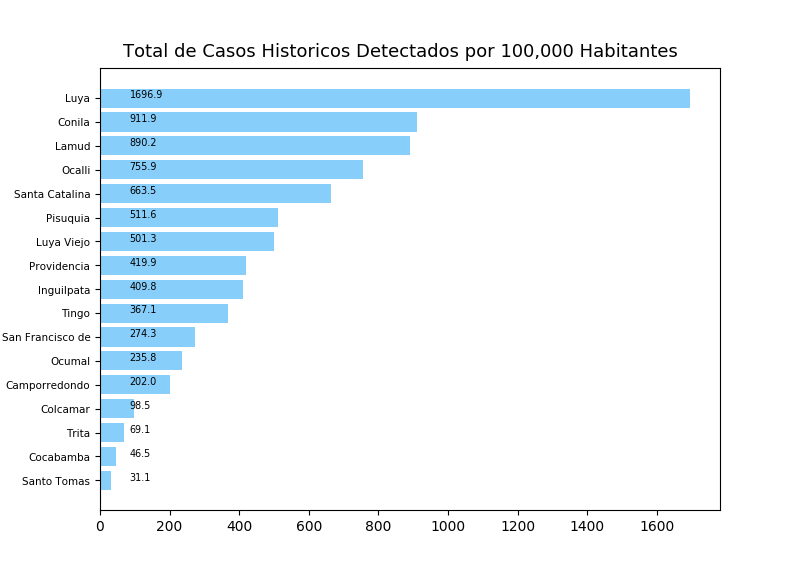 Total de Casos Historicos Detectados por 100,000 Habitantes
Luya 1696.9
Conila 911.9
Lamud 890.2
Ocalli 755.9
Santa Catalina 663.5
Pisuquia 511.6
Luya Viejo 501.3
Providencia 419.9
Inguilpata 409.8
Tingo 367.1
San Francisco de 274.3
Ocumal 235.8
Camporredondo 202.0
Colcamar 98.5
Trita 69.1
Cocabamba 46.5
Santo Tomas 31.1
0 200 400 600 800 1000 1200 1400 1600